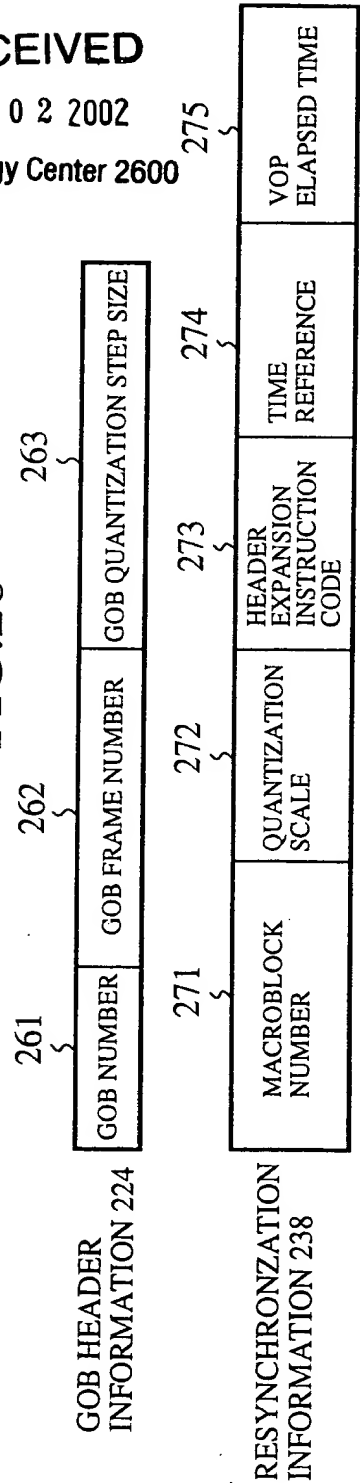 CEIVED
0 2 2002
gy Center 2600
261
262
263
GOB HEADER
INFORMATION 224
GOB NUMBER
GOB FRAME NUMBER
GOB QUANTIZATION STEP SIZE
271
272
273
274
275
RESYNCHRONZATION
INFORMATION 238
MACROBLOCK
NUMBER
QUANTIZATION
SCALE
HEADER
EXPANSION
INSTRUCTION
CODE
TIME
REFERENCE
VOP
ELAPSED TIME